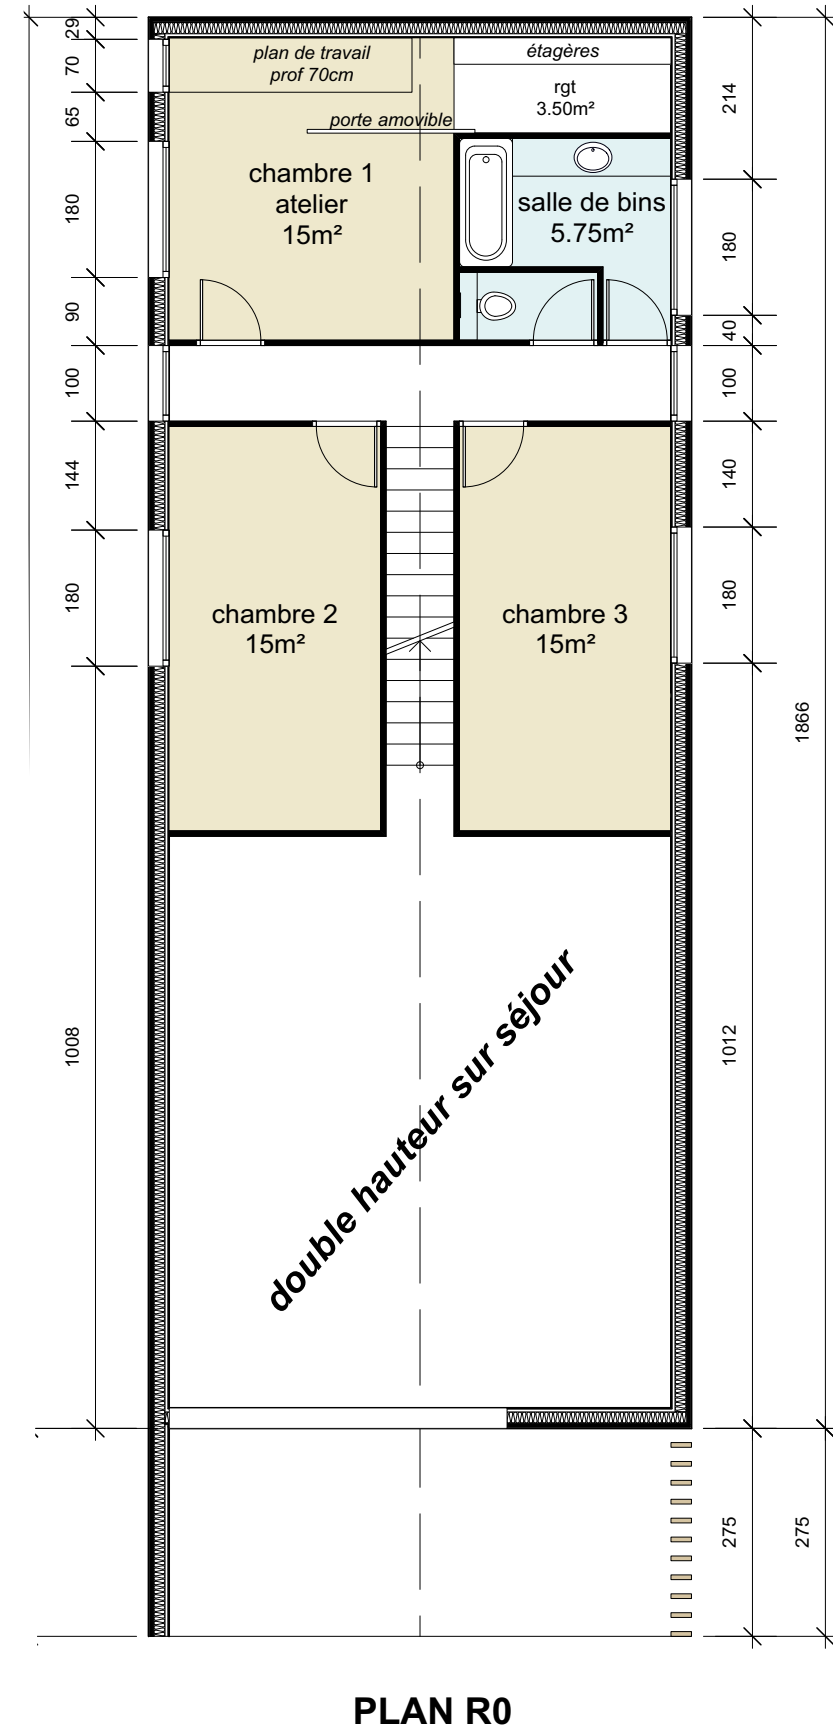 plan de travail
prof 70cm
étagères
rgt
3.50m²
porte amovible
chambre 1
atelier
15m²
salle de bins
5.75m²
chambre 2
15m²
chambre 3
15m²
double hauteur sur séjour
29
70
65
180
90
100
144
180
1008
214
180
40
100
140
180
1012
275
1866
275
PLAN R0